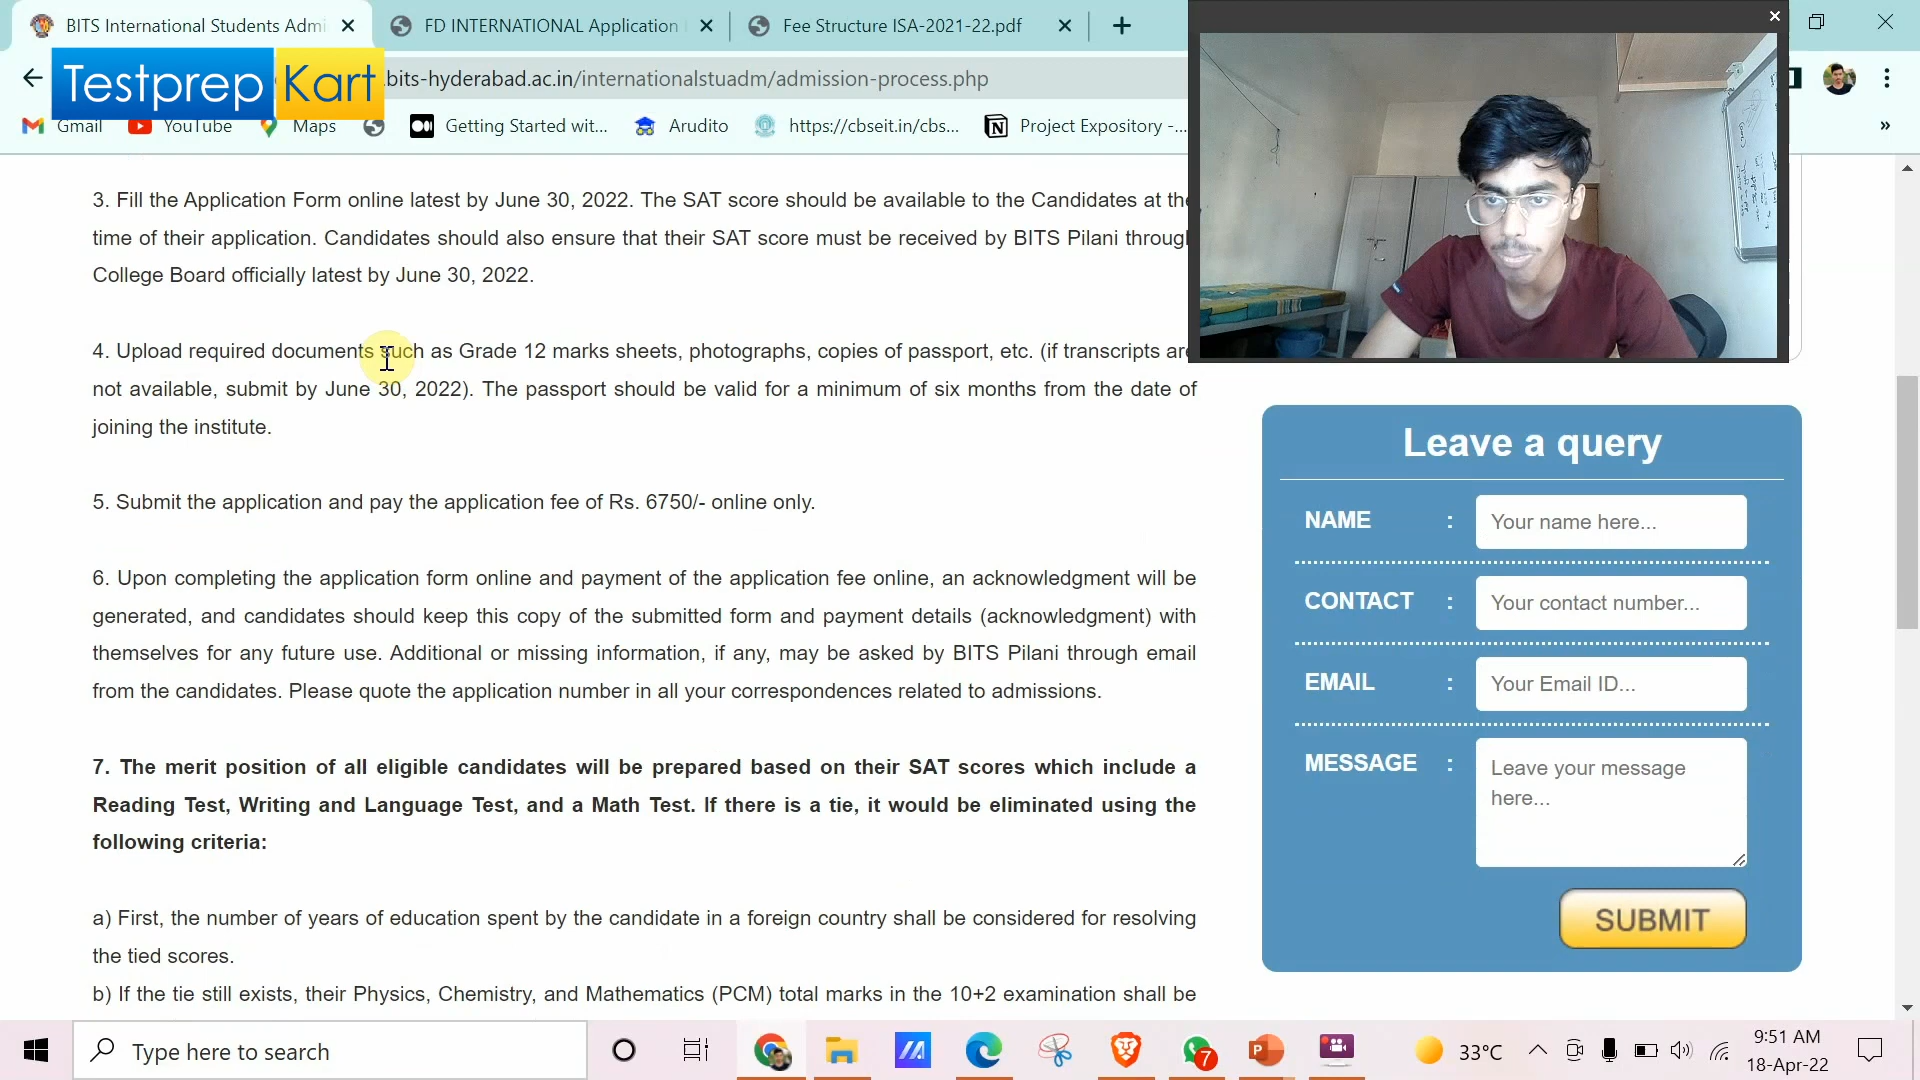 BITS International Students Admi
FD INTERNATIONAL Application
Fee Structure ISA-2021-22.pdf
Testprep Kart
.bits-hyderabad.ac.in/internationalstuadm/admission-process.php
Gmail
YouTube
Maps
Getting Started wit...
Arudito
https://cbseit.in/cbs...
Project Expository -...
»
3. Fill the Application Form online latest by June 30, 2022. The SAT score should be available to the Candidates at the
time of their application. Candidates should also ensure that their SAT score must be received by BITS Pilani through
College Board officially latest by June 30, 2022.
4. Upload required documents such as Grade 12 marks sheets, photographs, copies of passport, etc. (if transcripts are
not available, submit by June 30, 2022). The passport should be valid for a minimum of six months from the date of
joining the institute.
5. Submit the application and pay the application fee of Rs. 6750/- online only.
6. Upon completing the application form online and payment of the application fee online, an acknowledgment will be
generated, and candidates should keep this copy of the submitted form and payment details (acknowledgment) with
themselves for any future use. Additional or missing information, if any, may be asked by BITS Pilani through email
from the candidates. Please quote the application number in all your correspondences related to admissions.
7. The merit position of all eligible candidates will be prepared based on their SAT scores which include a
Reading Test, Writing and Language Test, and a Math Test. If there is a tie, it would be eliminated using the
following criteria:
a) First, the number of years of education spent by the candidate in a foreign country shall be considered for resolving
the tied scores.
b) If the tie still exists, their Physics, Chemistry, and Mathematics (PCM) total marks in the 10+2 examination shall be
Leave a query
NAME : Your name here...
CONTACT : Your contact number...
EMAIL : Your Email ID...
MESSAGE : Leave your message
here...
SUBMIT
Type here to search
7
33°C
9:51 AM
18-Apr-22